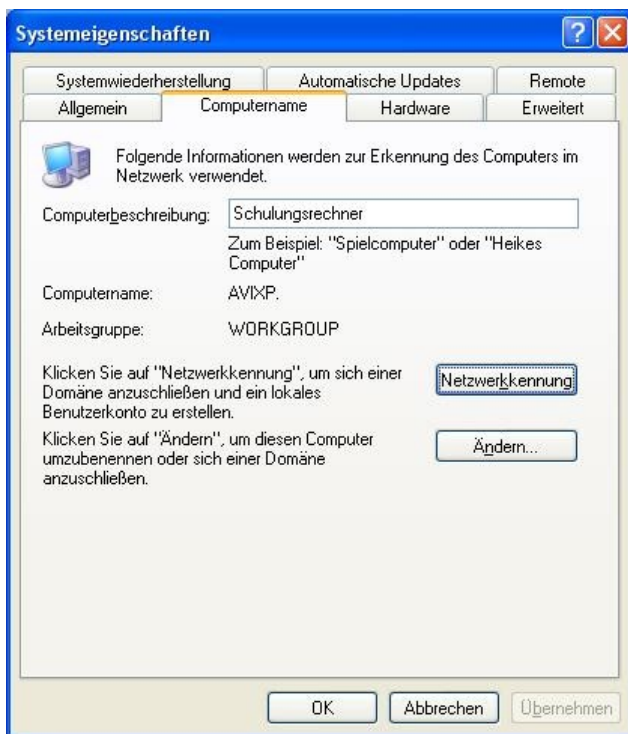 Systemeigenschaften
Systemwiederherstellung Automatische Updates Remote
Allgemein Computername Hardware Erweitert
Folgende Informationen werden zur Erkennung des Computers im
Netzwerk verwendet.
Computerbeschreibung: Schulungsrechner
Zum Beispiel: "Spielcomputer" oder "Heikes
Computer"
Computername: AVIXP.
Arbeitsgruppe: WORKGROUP
Klicken Sie auf "Netzwerkkennung", um sich einer
Domäne anzuschließen und ein lokales
Benutzerkonto zu erstellen.
Netzwerkkennung
Klicken Sie auf "Ändern", um diesen Computer
umzubenennen oder sich einer Domäne
anzuschließen.
Ändern...
OK Abbrechen Übernehmen